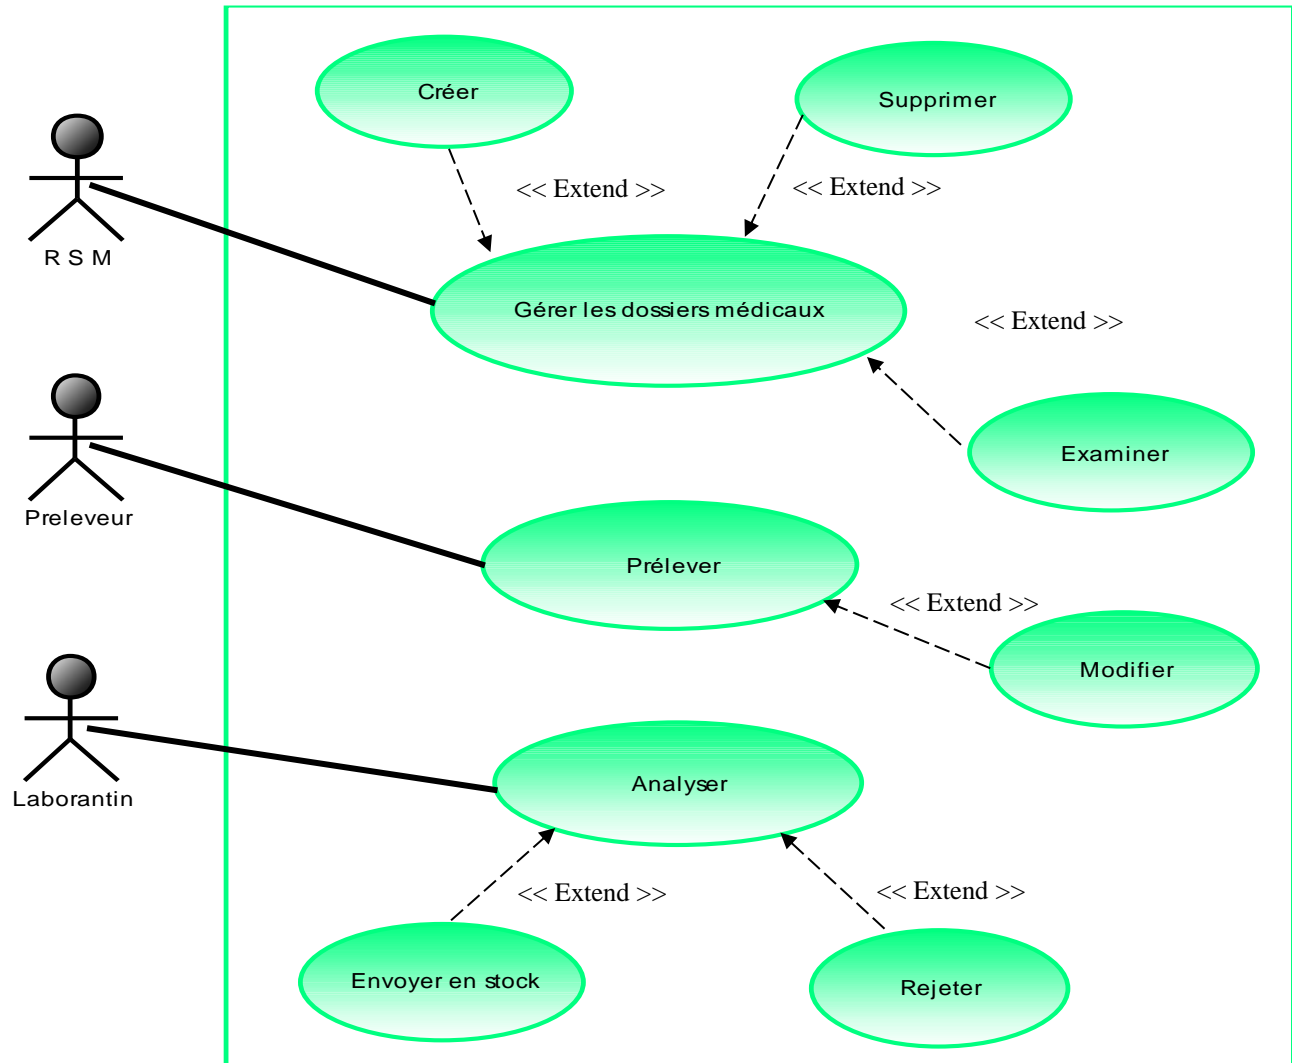 Créer
Supprimer
<< Extend >>
<< Extend >>
R S M
Gérer les dossiers médicaux
<< Extend >>
Examiner
Preleveur
Prélever
<< Extend >>
Modifier
Analyser
Laborantin
<< Extend >>
<< Extend >>
Envoyer en stock
Rejeter